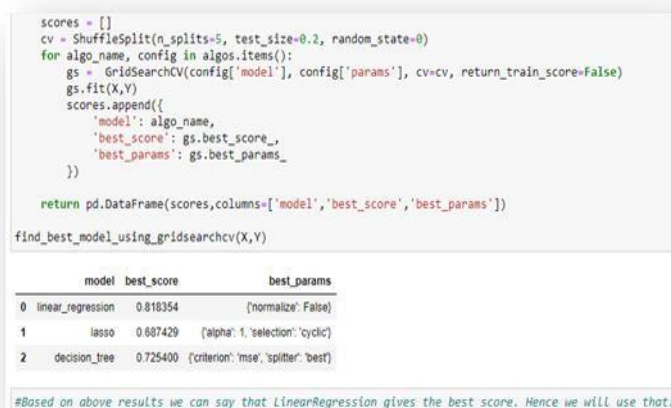 scores = []
cv = ShuffleSplit(n_splits=5, test_size=0.2, random_state=0)
for algo_name, config in algos.items():
gs =  GridSearchCV(config['model'], config['params'], cv=cv, return_train_score=False)
gs.fit(X,Y)
scores.append({
'model': algo_name,
'best_score': gs.best_score_,
'best_params': gs.best_params_
})
return pd.DataFrame(scores,columns=['model','best_score','best_params'])
find_best_model_using_gridsearchcv(X,Y)
model best_score best_params
0 linear_regression 0.818354 {'normalize': False}
1 lasso 0.687429 {'alpha': 1, 'selection': 'cyclic'}
2 decision_tree 0.725400 {'criterion': 'mse', 'splitter': 'best'}
#Based on above results we can say that LinearRegression gives the best score. Hence we will use that.